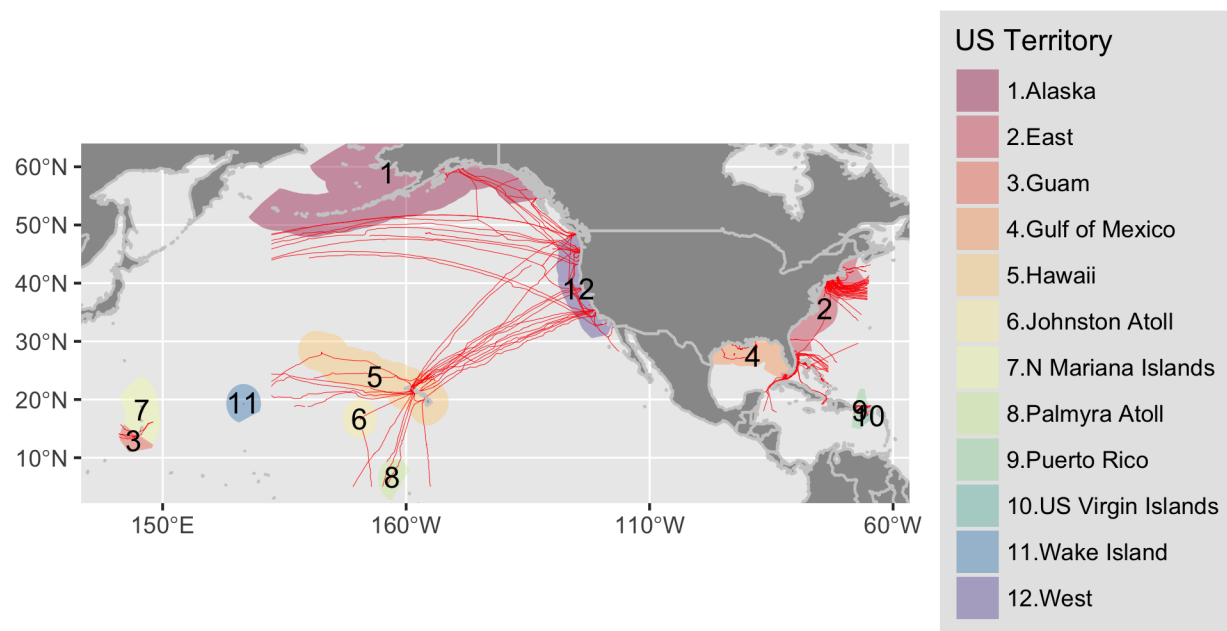 US Territory
1.Alaska
2.East
3.Guam
4.Gulf of Mexico
5.Hawaii
6.Johnston Atoll
7.N Mariana Islands
8.Palmyra Atoll
9.Puerto Rico
10.US Virgin Islands
11.Wake Island
12.West
60°N
50°N
40°N
30°N
20°N
10°N
150°E
160°W
110°W
60°W
1
12
2
4
5
11
7
6
9
10
3
8